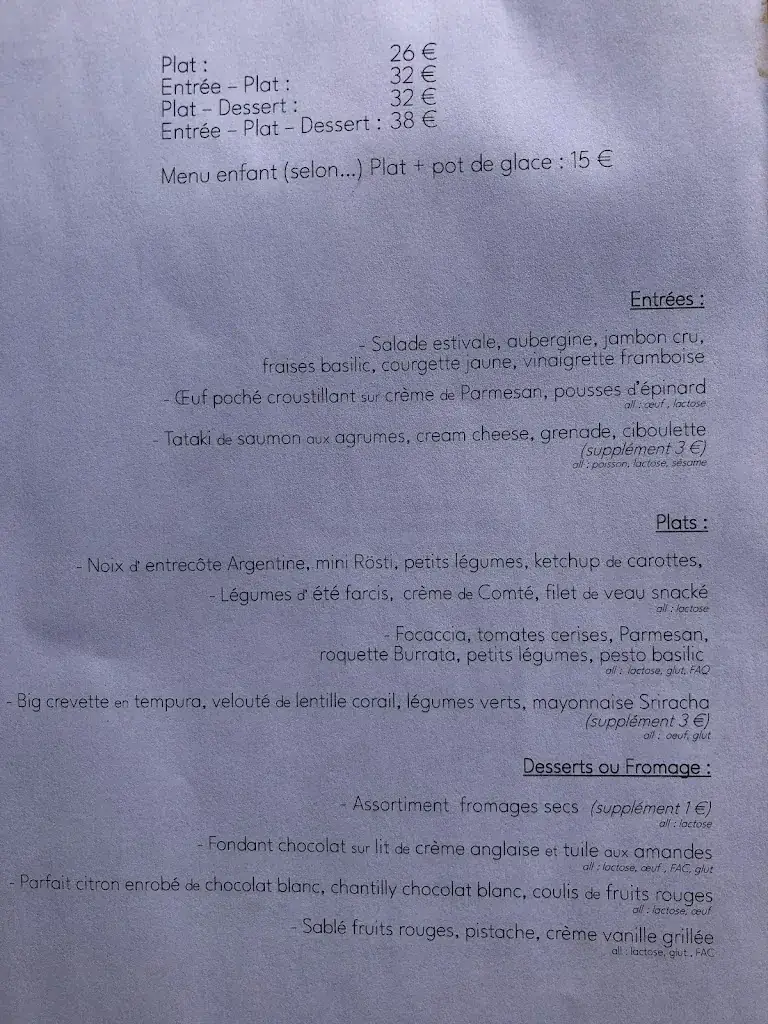 Plat : 26 €
Entrée – Plat : 32 €
Plat – Dessert : 32 €
Entrée – Plat – Dessert : 38 €
Menu enfant (selon...) Plat + pot de glace : 15 €
Entrées :
- Salade estivale, aubergine, jambon cru,
fraises basilic, courgette jaune, vinaigrette framboise
- Œuf poché croustillant sur crème de Parmesan, pousses d'épinard
all : œuf , lactose
- Tataki de saumon aux agrumes, cream cheese, grenade, ciboulette
(supplément 3 €)
all : poisson, lactose, sésame
Plats :
- Noix d' entrecôte Argentine, mini Rösti, petits légumes, ketchup de carottes,
- Légumes d' été farcis, crème de Comté, filet de veau snacké
all : lactose
- Focaccia, tomates cerises, Parmesan,
roquette Burrata, petits légumes, pesto basilic
all : lactose, glut, FAQ
- Big crevette en tempura, velouté de lentille corail, légumes verts, mayonnaise Sriracha
(supplément 3 €)
all : oeuf, glut
Desserts ou Fromage :
- Assortiment fromages secs (supplément 1 €)
all : lactose
- Fondant chocolat sur lit de crème anglaise et tuile aux amandes
all : lactose, œuf , FAC, glut
- Parfait citron enrobé de chocolat blanc, chantilly chocolat blanc, coulis de fruits rouges
all : lactose, œuf
- Sablé fruits rouges, pistache, crème vanille grillée
all : lactose, glut , FAC